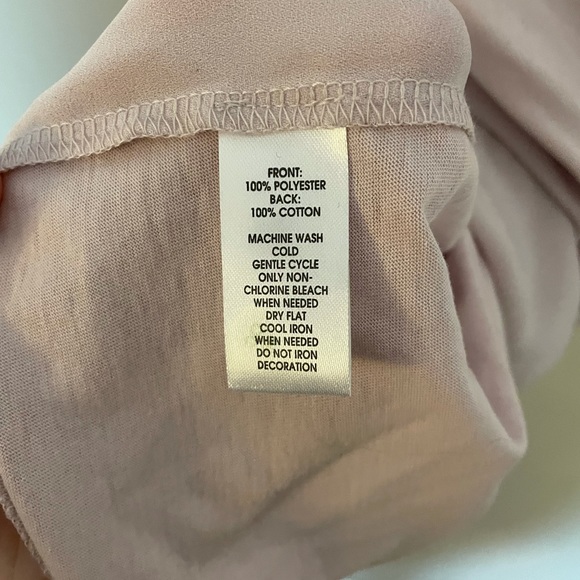 FRONT:
100% POLYESTER
BACK:
100% COTTON
MACHINE WASH
COLD
GENTLE CYCLE
ONLY NON-
CHLORINE BLEACH
WHEN NEEDED
DRY FLAT
COOL IRON
WHEN NEEDED
DO NOT IRON
DECORATION